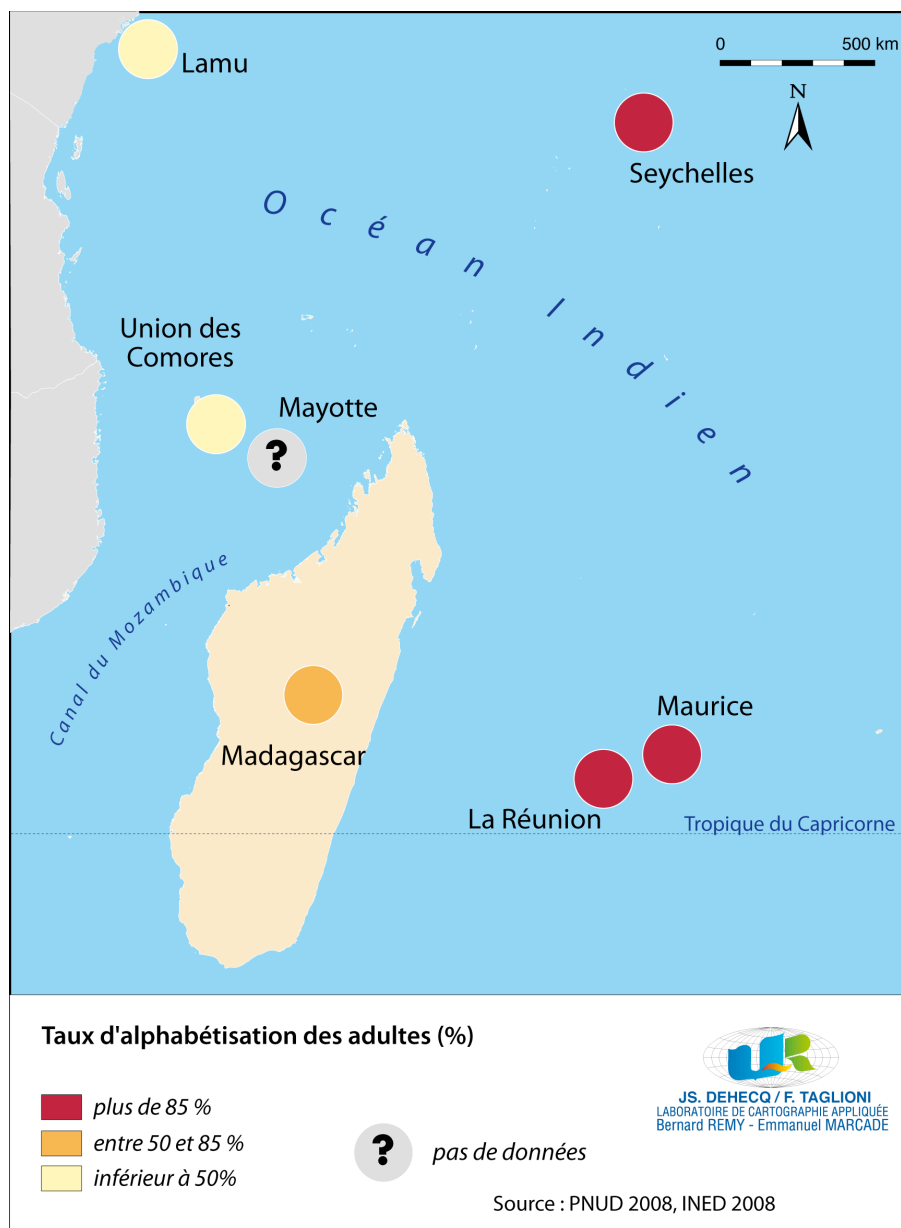 Lamu
0 500 km
N
Seychelles
Océan Indien
Union des
Comores
Mayotte
?
Canal du Mozambique
Madagascar
Maurice
La Réunion
Tropique du Capricorne
Taux d'alphabétisation des adultes (%)
plus de 85 %
entre 50 et 85 %
inférieur à 50%
? pas de données
UR
JS. DEHECQ / F. TAGLIONI
LABORATOIRE DE CARTOGRAPHIE APPLIQUÉE
Bernard REMY - Emmanuel MARCADE
Source : PNUD 2008, INED 2008